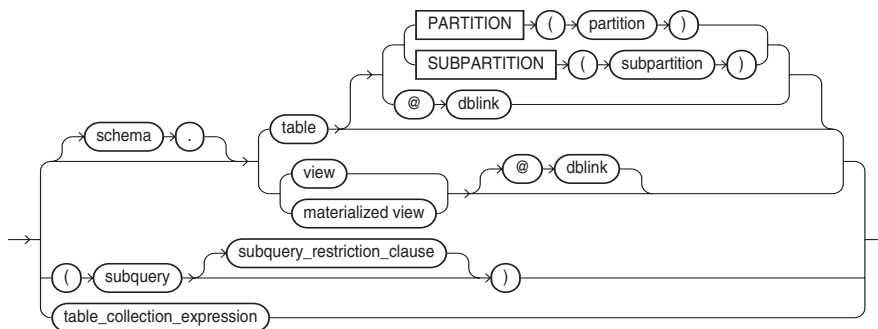 PARTITION ( partition )
SUBPARTITION ( subpartition )
@ dblink
schema . table
view @ dblink
materialized view
( subquery subquery_restriction_clause )
table_collection_expression